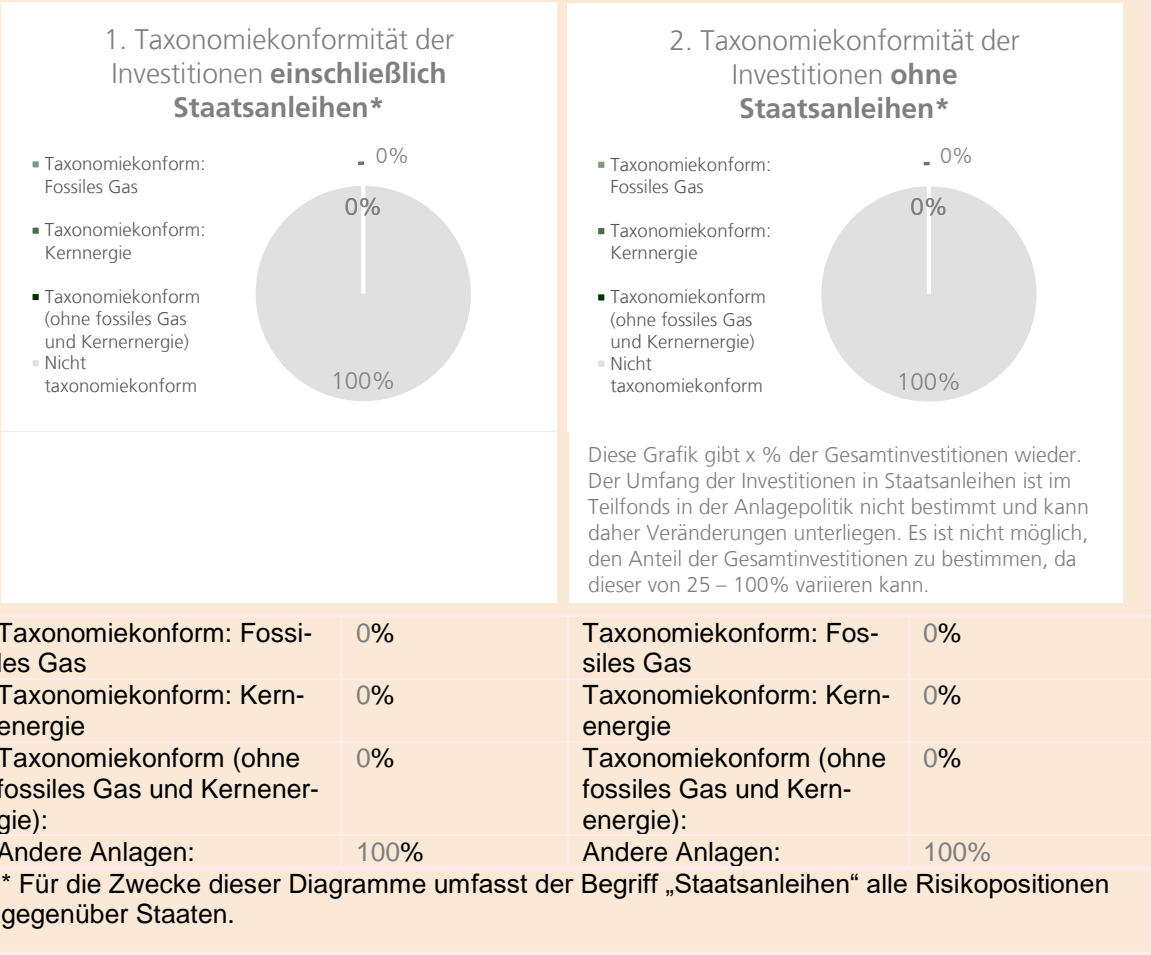 1. Taxonomiekonformität der
Investitionen einschließlich
Staatsanleihen*
Taxonomiekonform:
Fossiles Gas
Taxonomiekonform:
Kernnergie
Taxonomiekonform
(ohne fossiles Gas
und Kernernergie)
Nicht
taxonomiekonform
- 0%
0%
100%
2. Taxonomiekonformität der
Investitionen ohne
Staatsanleihen*
Taxonomiekonform:
Fossiles Gas
Taxonomiekonform:
Kernnergie
Taxonomiekonform
(ohne fossiles Gas
und Kernernergie)
Nicht
taxonomiekonform
- 0%
0%
100%
Diese Grafik gibt x % der Gesamtinvestitionen wieder.
Der Umfang der Investitionen in Staatsanleihen ist im
Teilfonds in der Anlagepolitik nicht bestimmt und kann
daher Veränderungen unterliegen. Es ist nicht möglich,
den Anteil der Gesamtinvestitionen zu bestimmen, da
dieser von 25 – 100% variieren kann.
Taxonomiekonform: Fossi- 0% Taxonomiekonform: Fos- 0%
les Gas siles Gas
Taxonomiekonform: Kern- 0% Taxonomiekonform: Kern- 0%
energie energie
Taxonomiekonform (ohne 0% Taxonomiekonform (ohne 0%
fossiles Gas und Kernener- fossiles Gas und Kern-
gie): energie):
Andere Anlagen: 100% Andere Anlagen: 100%
* Für die Zwecke dieser Diagramme umfasst der Begriff „Staatsanleihen“ alle Risikopositionen
gegenüber Staaten.